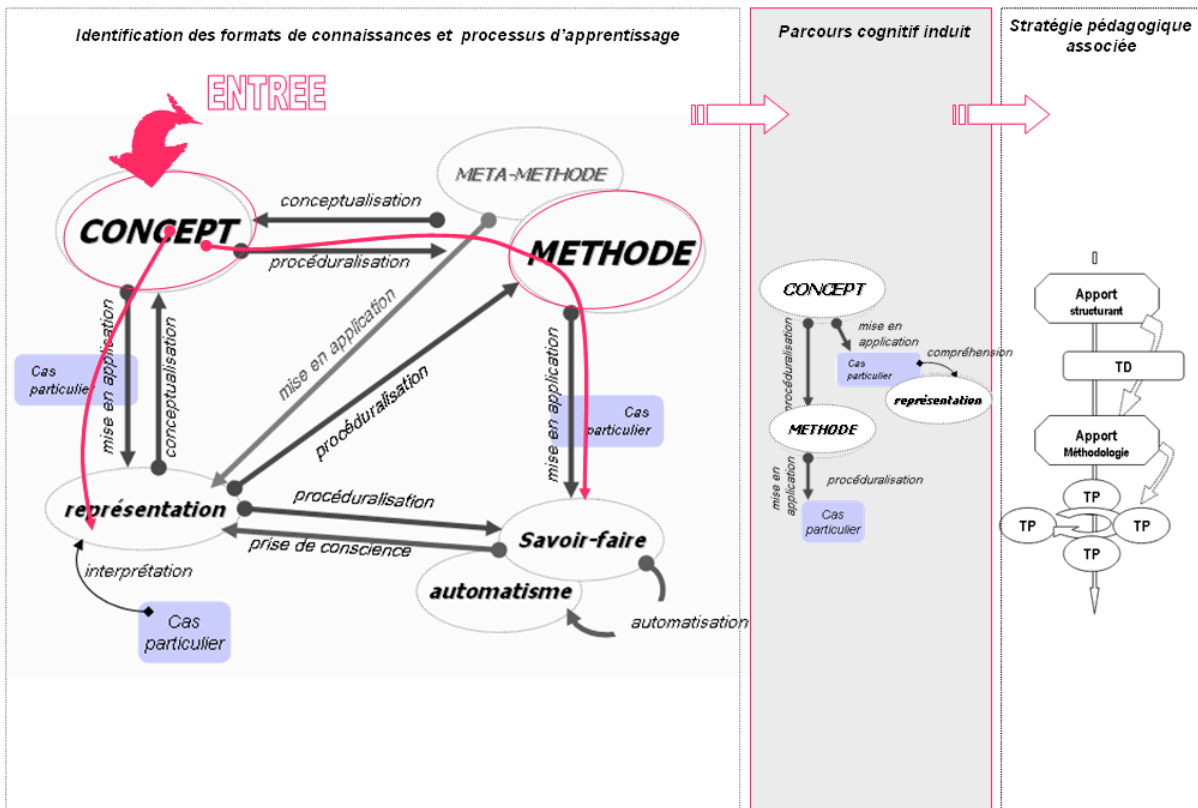 Identification des formats de connaissances et processus d'apprentissage
ENTREE
META-METHODE
conceptualisation
CONCEPT
METHODE
procéduralisation
mise en application
conceptualisation
mise en application
procéduralisation
mise en application
Cas
particulier
Cas
particulier
représentation
procéduralisation
prise de conscience
Savoir-faire
interprétation
automatisme
Cas
particulier
automatisation
Parcours cognitif induit
CONCEPT
procéduralisation
mise en
application
Cas
particulier
compréhension
représentation
METHODE
mise en
application
procéduralisation
Cas
particulier
Stratégie pédagogique
associée
Apport
structurant
TD
Apport
Méthodologie
TP
TP
TP
TP